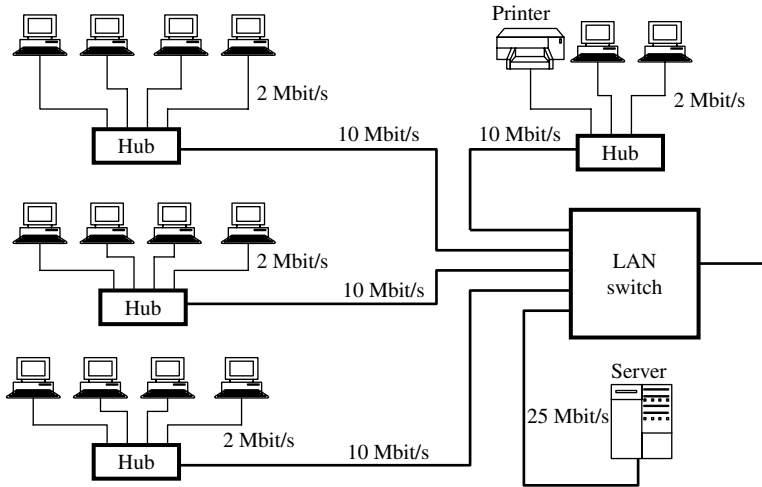 Printer
2 Mbit/s
2 Mbit/s
Hub
10 Mbit/s
10 Mbit/s
Hub
2 Mbit/s
LAN
switch
Hub
10 Mbit/s
Server
25 Mbit/s
2 Mbit/s
Hub
10 Mbit/s